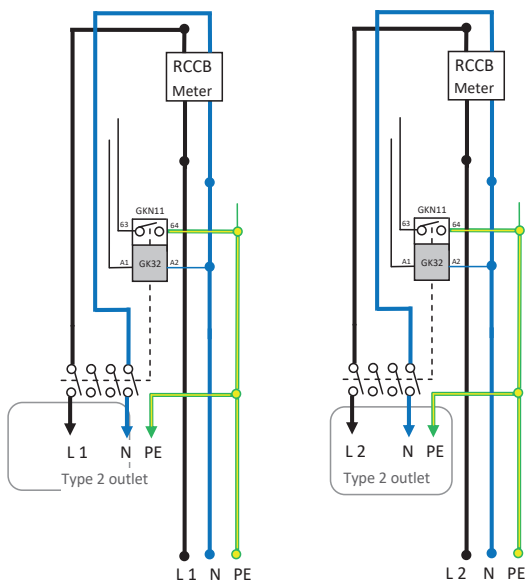 RCCB
Meter
GKN11
63
64
GK32
A1
A2
L 1
N
PE
Type 2 outlet
L 1
N
PE
RCCB
Meter
GKN11
63
64
GK32
A1
A2
L 2
N
PE
Type 2 outlet
L 2
N
PE